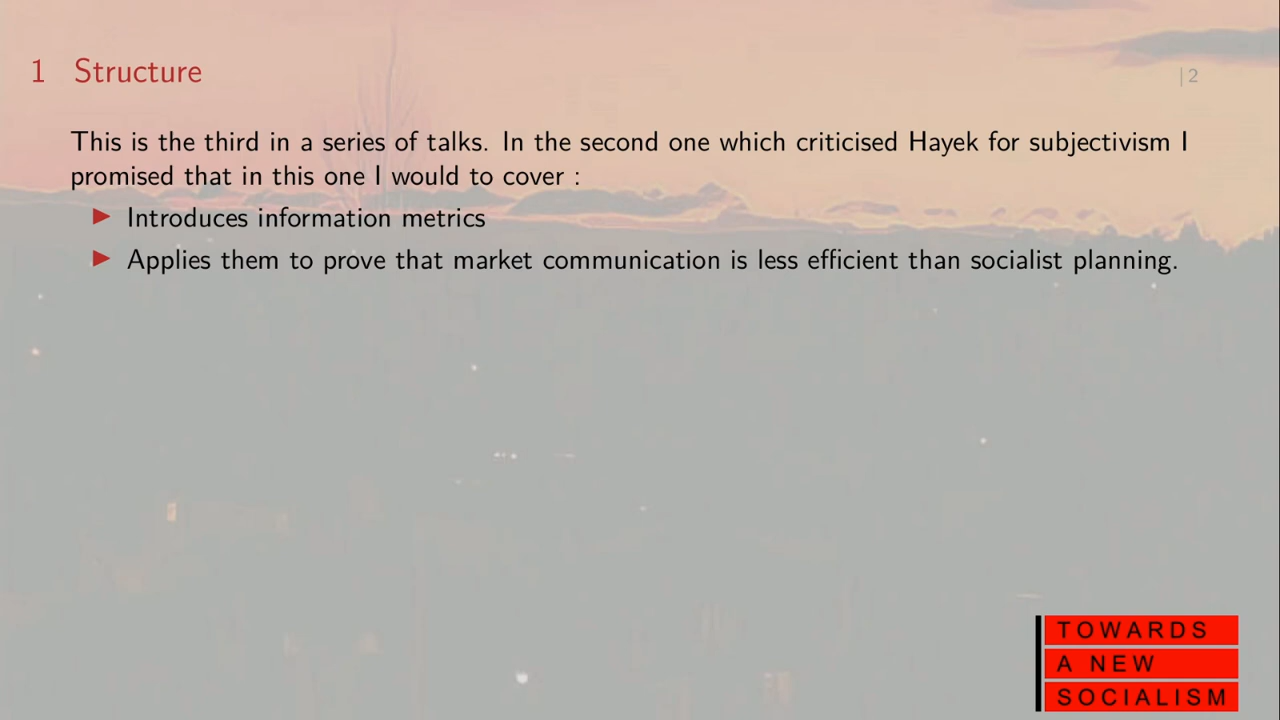 1 Structure
| 2
This is the third in a series of talks. In the second one which criticised Hayek for subjectivism I
promised that in this one I would to cover :
► Introduces information metrics
► Applies them to prove that market communication is less efficient than socialist planning.
TOWARDS
A NEW
SOCIALISM